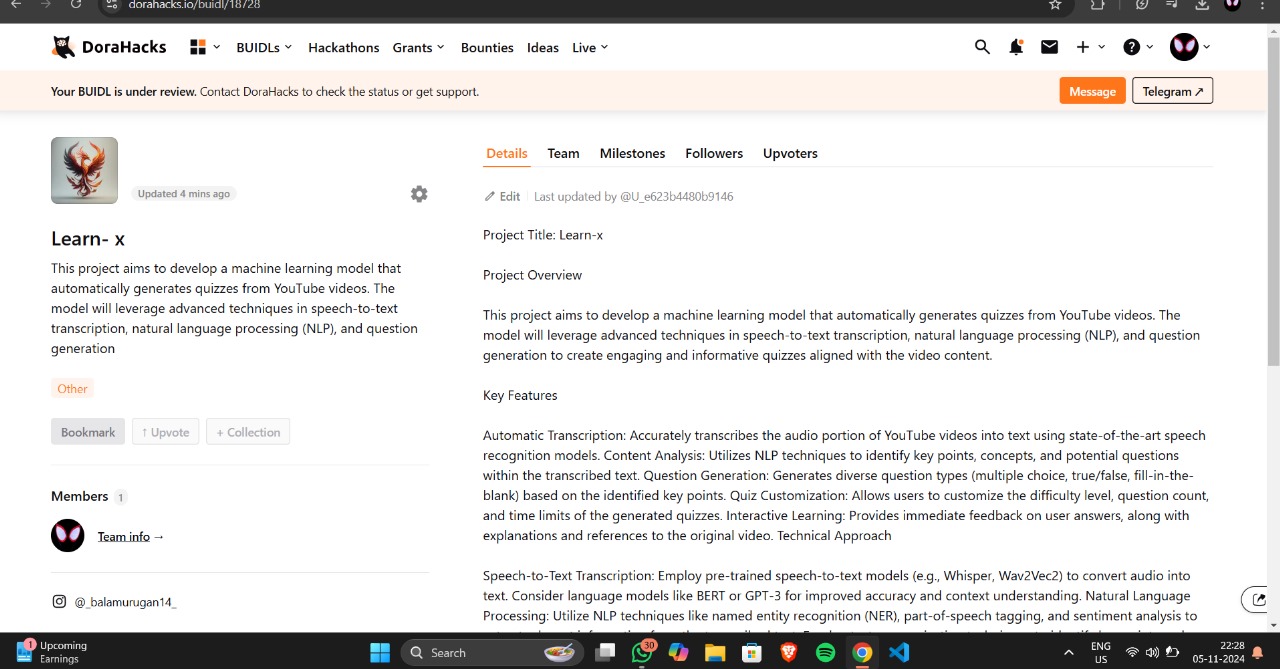 dorahacks.io/buidl/18728
DoraHacks
BUIDLs
Hackathons
Grants
Bounties
Ideas
Live
Your BUIDL is under review. Contact DoraHacks to check the status or get support.
Message
Telegram ↗
Updated 4 mins ago
Learn- x
This project aims to develop a machine learning model that
automatically generates quizzes from YouTube videos. The
model will leverage advanced techniques in speech-to-text
transcription, natural language processing (NLP), and question
generation
Other
Bookmark
↑ Upvote
+ Collection
Members 1
Team info →
@_balamurugan14_
Details
Team
Milestones
Followers
Upvoters
Edit
Last updated by @U_e623b4480b9146
Project Title: Learn-x
Project Overview
This project aims to develop a machine learning model that automatically generates quizzes from YouTube videos. The
model will leverage advanced techniques in speech-to-text transcription, natural language processing (NLP), and question
generation to create engaging and informative quizzes aligned with the video content.
Key Features
Automatic Transcription: Accurately transcribes the audio portion of YouTube videos into text using state-of-the-art speech
recognition models. Content Analysis: Utilizes NLP techniques to identify key points, concepts, and potential questions
within the transcribed text. Question Generation: Generates diverse question types (multiple choice, true/false, fill-in-the-
blank) based on the identified key points. Quiz Customization: Allows users to customize the difficulty level, question count,
and time limits of the generated quizzes. Interactive Learning: Provides immediate feedback on user answers, along with
explanations and references to the original video. Technical Approach
Speech-to-Text Transcription: Employ pre-trained speech-to-text models (e.g., Whisper, Wav2Vec2) to convert audio into
text. Consider language models like BERT or GPT-3 for improved accuracy and context understanding. Natural Language
Processing: Utilize NLP techniques like named entity recognition (NER), part-of-speech tagging, and sentiment analysis to
1
Upcoming
Earnings
Search
30
ENG
US
22:28
05-11-2024